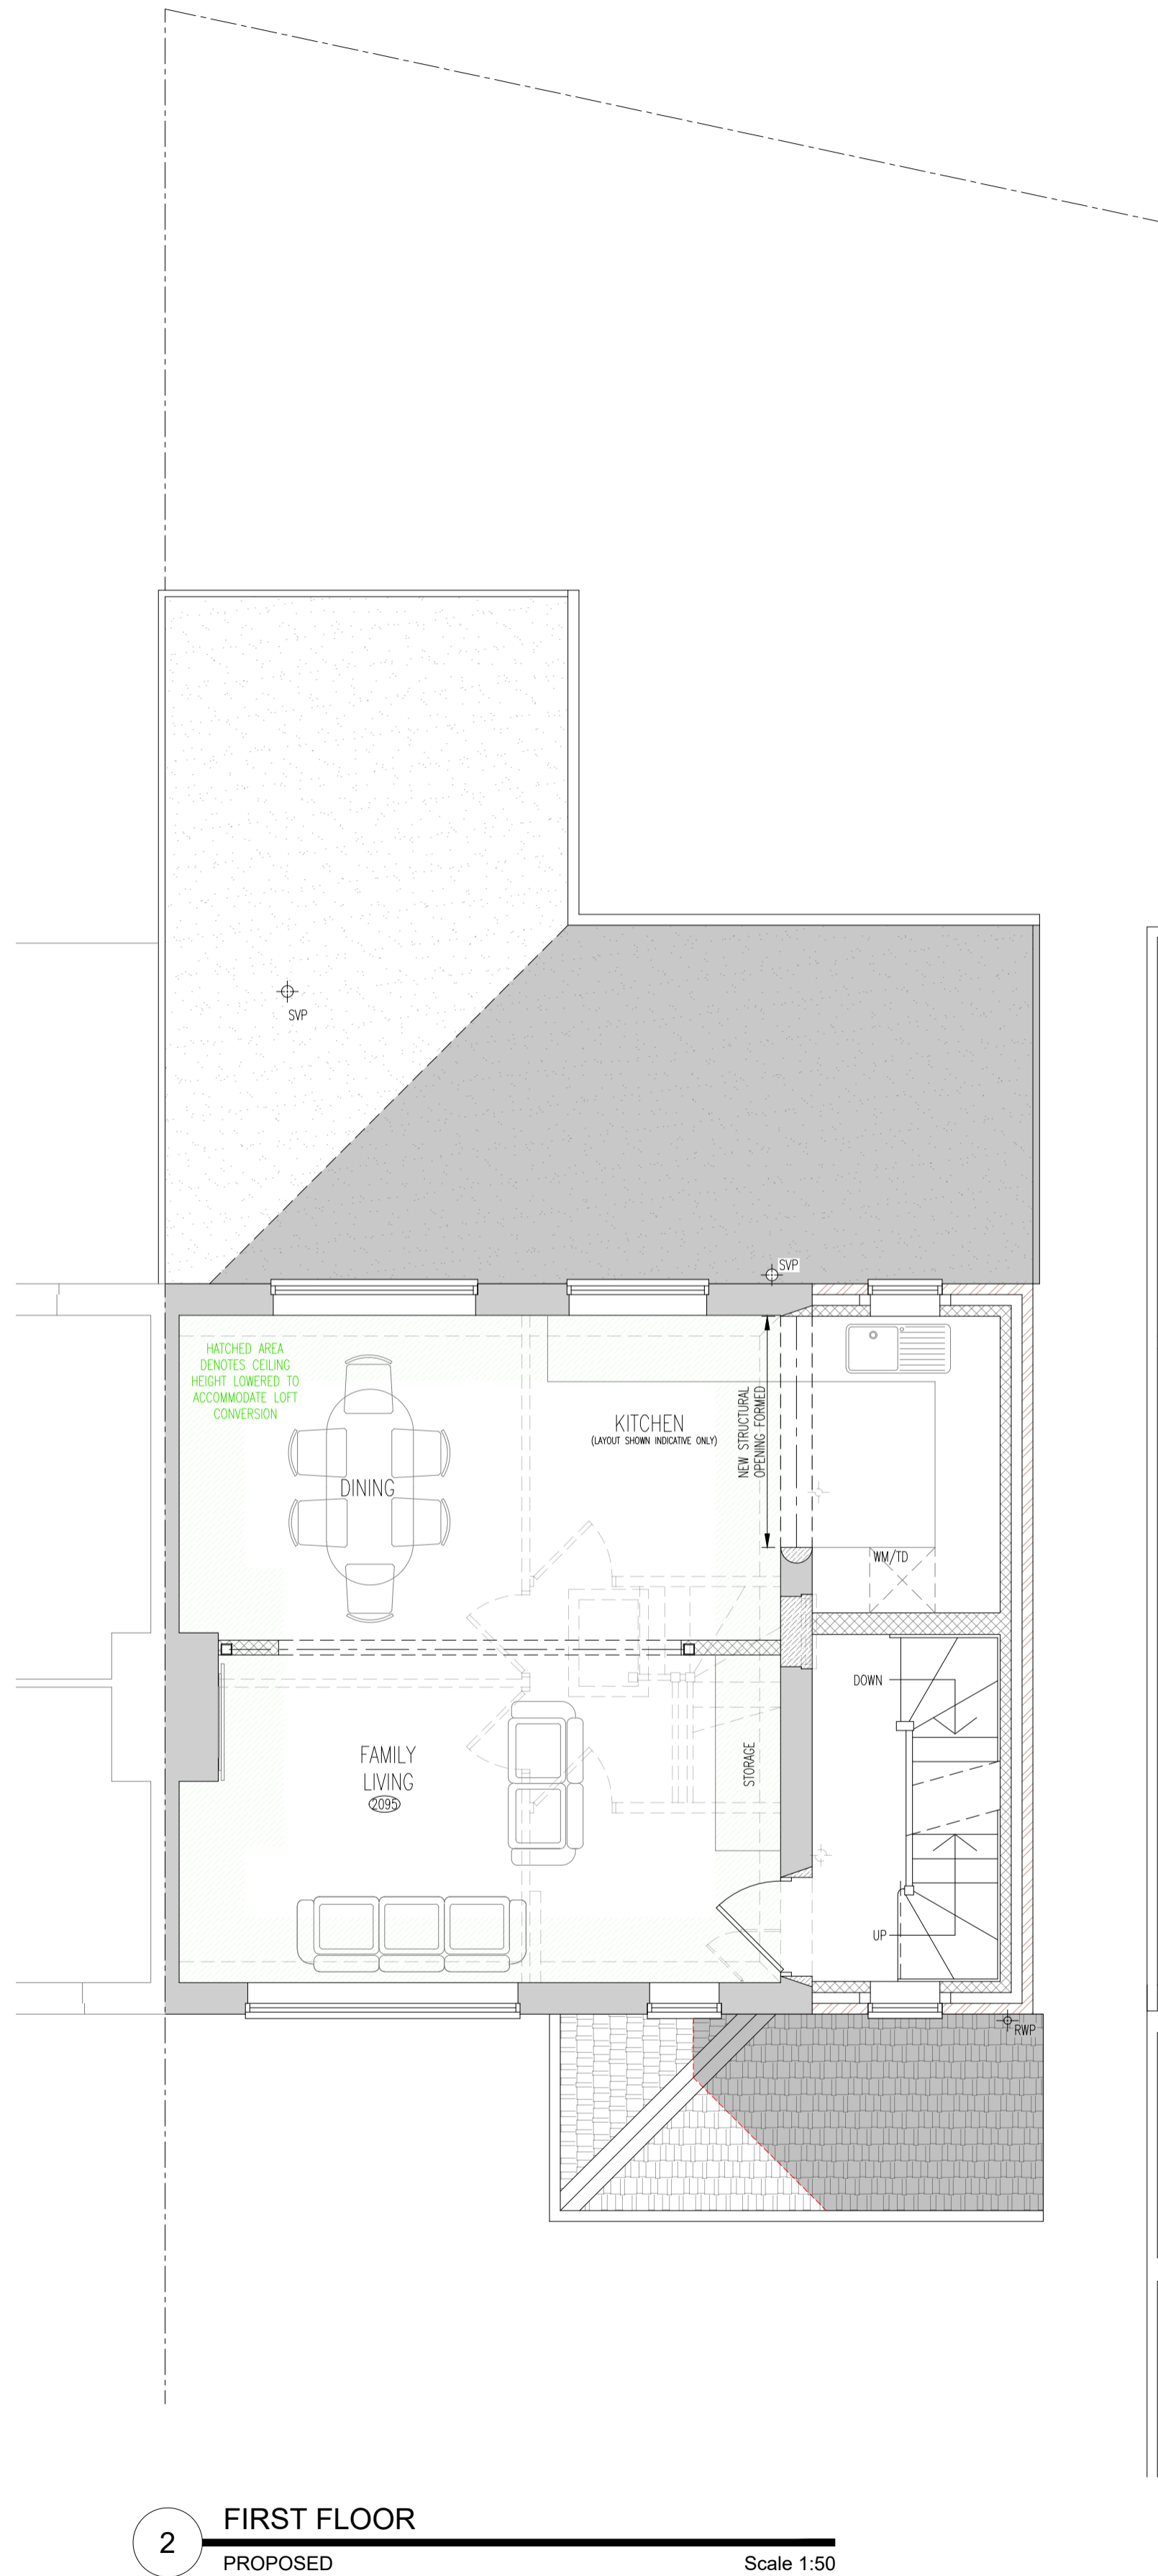 SVP
SVP
HATCHED AREA
DENOTES CEILING
HEIGHT LOWERED TO
ACCOMMODATE LOFT
CONVERSION
KITCHEN
(LAYOUT SHOWN INDICATIVE ONLY)
NEW STRUCTURAL
OPENING FORMED
DINING
WM/TD
DOWN
FAMILY
LIVING
2095
STORAGE
UP
RWP
2
FIRST FLOOR
PROPOSED
Scale 1:50